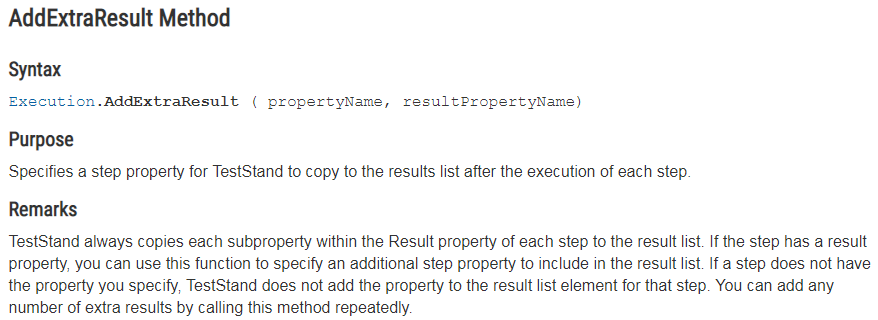 AddExtraResult Method
Syntax
Execution.AddExtraResult ( propertyName, resultPropertyName)
Purpose
Specifies a step property for TestStand to copy to the results list after the execution of each step.
Remarks
TestStand always copies each subproperty within the Result property of each step to the result list. If the step has a result
property, you can use this function to specify an additional step property to include in the result list. If a step does not have
the property you specify, TestStand does not add the property to the result list element for that step. You can add any
number of extra results by calling this method repeatedly.